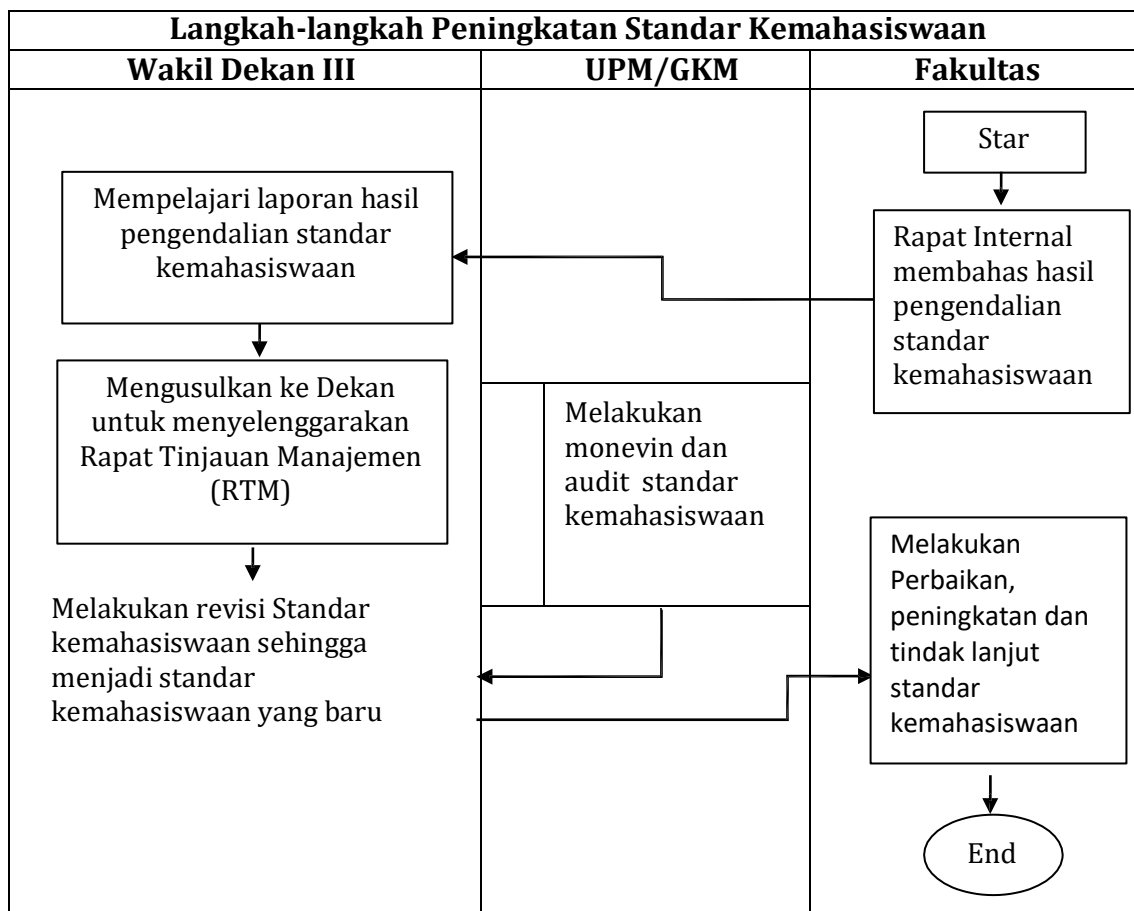 Langkah-langkah Peningkatan Standar Kemahasiswaan
Wakil Dekan III
UPM/GKM
Fakultas
Star
Mempelajari laporan hasil
pengendalian standar
kemahasiswaan
Rapat Internal
membahas hasil
pengendalian
standar
kemahasiswaan
Mengusulkan ke Dekan
untuk menyelenggarakan
Rapat Tinjauan Manajemen
(RTM)
Melakukan
monevin dan
audit standar
kemahasiswaan
Melakukan revisi Standar
kemahasiswaan sehingga
menjadi standar
kemahasiswaan yang baru
Melakukan
Perbaikan,
peningkatan dan
tindak lanjut
standar
kemahasiswaan
End